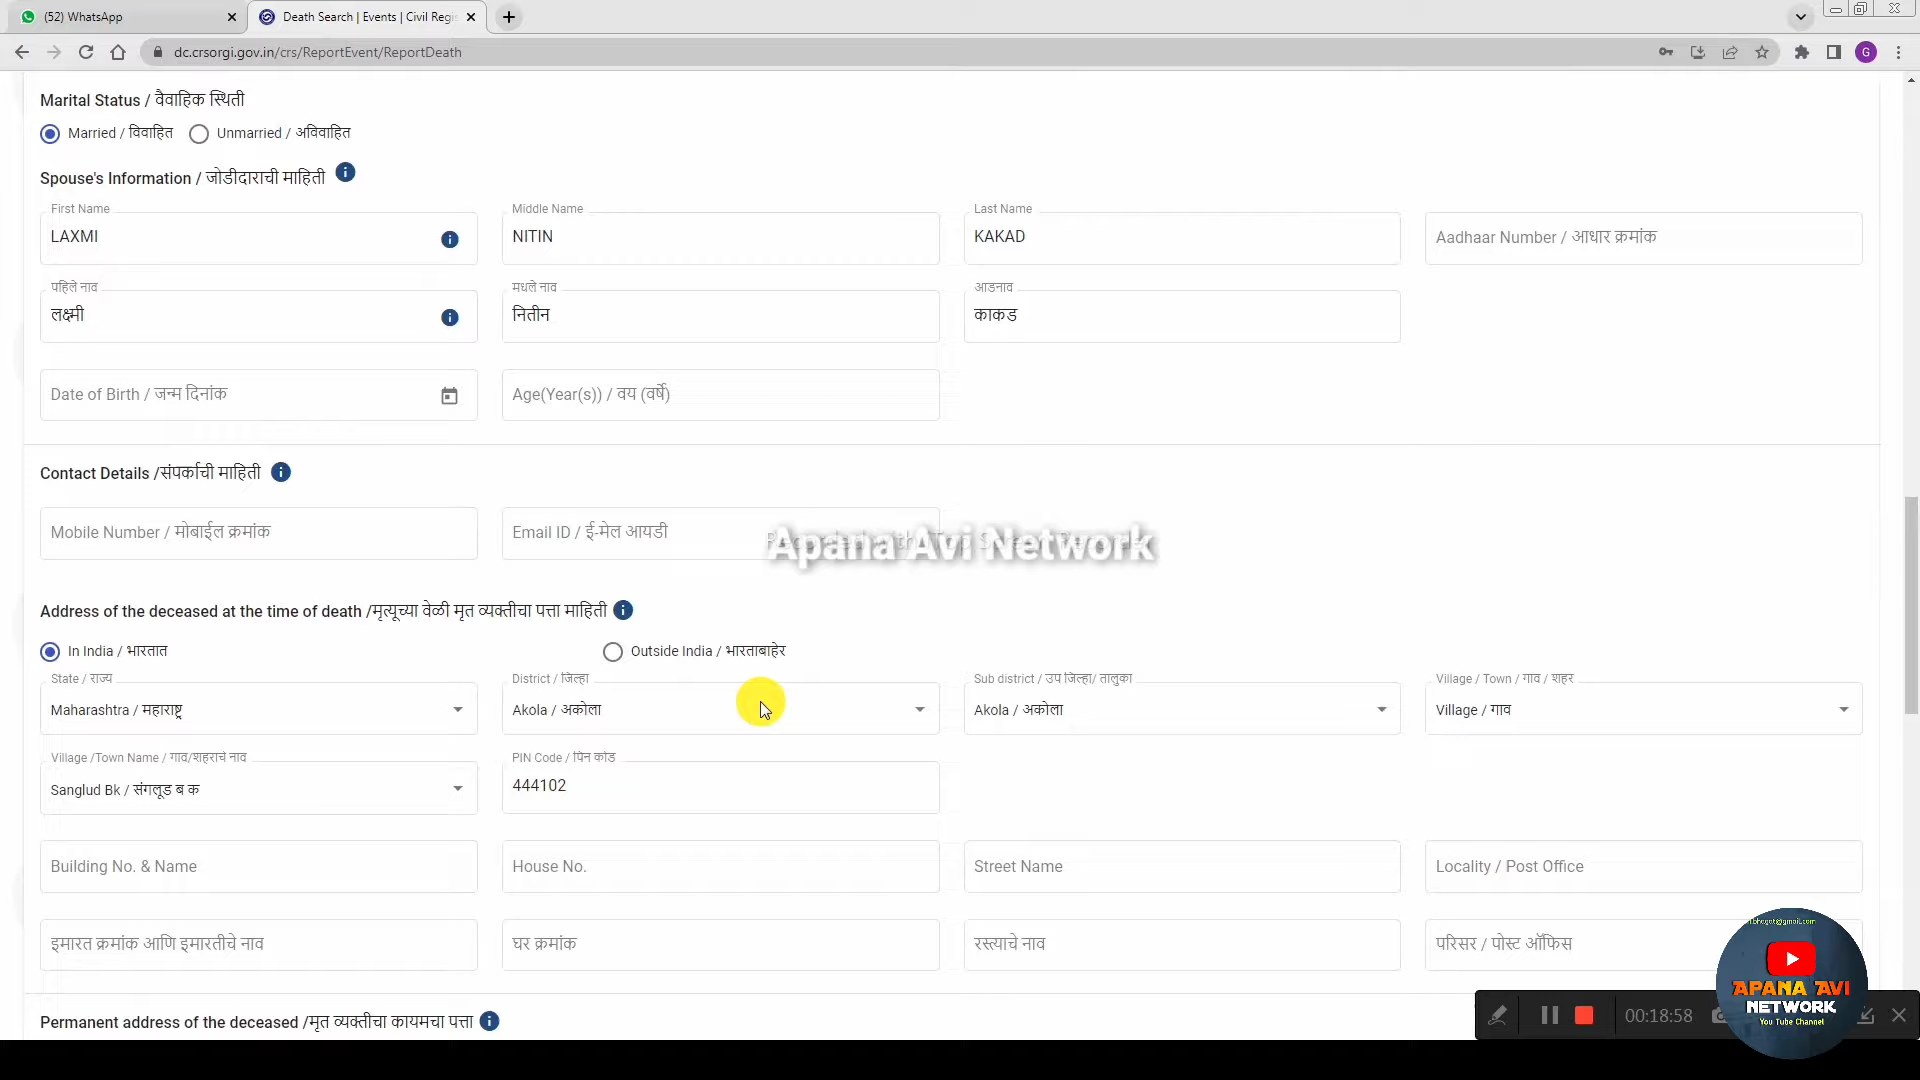 (52) WhatsApp
Death Search | Events | Civil Regis
dc.crsorgi.gov.in/crs/ReportEvent/ReportDeath
G
Marital Status / वैवाहिक स्थिती
Married / विवाहित
Unmarried / अविवाहित
Spouse's Information / जोडीदाराची माहिती
First Name
Middle Name
Last Name
LAXMI
NITIN
KAKAD
Aadhaar Number / आधार क्रमांक
पहिले नाव
मधले नाव
आडनाव
लक्ष्मी
नितीन
काकड
Date of Birth / जन्म दिनांक
Age(Year(s)) / वय (वर्षे)
Contact Details /संपर्काची माहिती
Mobile Number / मोबाईल क्रमांक
Email ID / ई-मेल आयडी
Apana Avi Network
Address of the deceased at the time of death /मृत्यूच्या वेळी मृत व्यक्तीचा पत्ता माहिती
In India / भारतात
Outside India / भारताबाहेर
State / राज्य
District / जिल्हा
Sub district / उप जिल्हा/ तालुका
Village / Town / गाव / शहर
Maharashtra / महाराष्ट्र
Akola / अकोला
Akola / अकोला
Village / गाव
Village /Town Name / गाव/शहराचे नाव
PIN Code / पिन कोड
Sanglud Bk / संगलूड ब क
444102
Building No. & Name
House No.
Street Name
Locality / Post Office
इमारत क्रमांक आणि इमारतीचे नाव
घर क्रमांक
रस्त्याचे नाव
परिसर / पोस्ट ऑफिस
Permanent address of the deceased /मृत व्यक्तीचा कायमचा पत्ता
00:18:58
APANA AVI
NETWORK
You Tube Channel